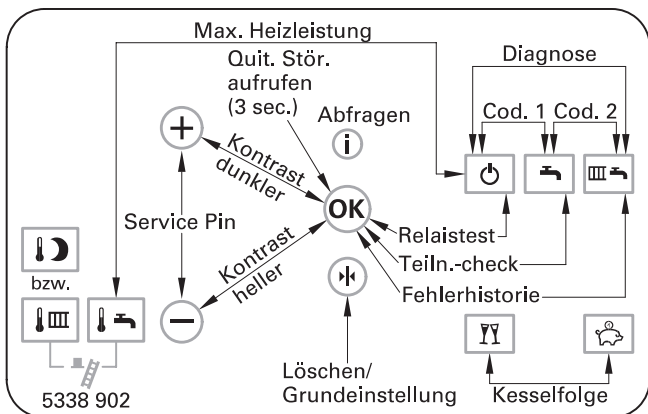 Max. Heizleistung
Quit. Stör.
aufrufen
(3 sec.)
Diagnose
Abfragen
Cod. 1
Cod. 2
+
i
Kontrast
dunkler
OK
Service Pin
Relaistest
Teiln.-check
Fehlerhistorie
Kontrast
heller
bzw.
−
Löschen/
Grundeinstellung
Kesselfolge
5338 902